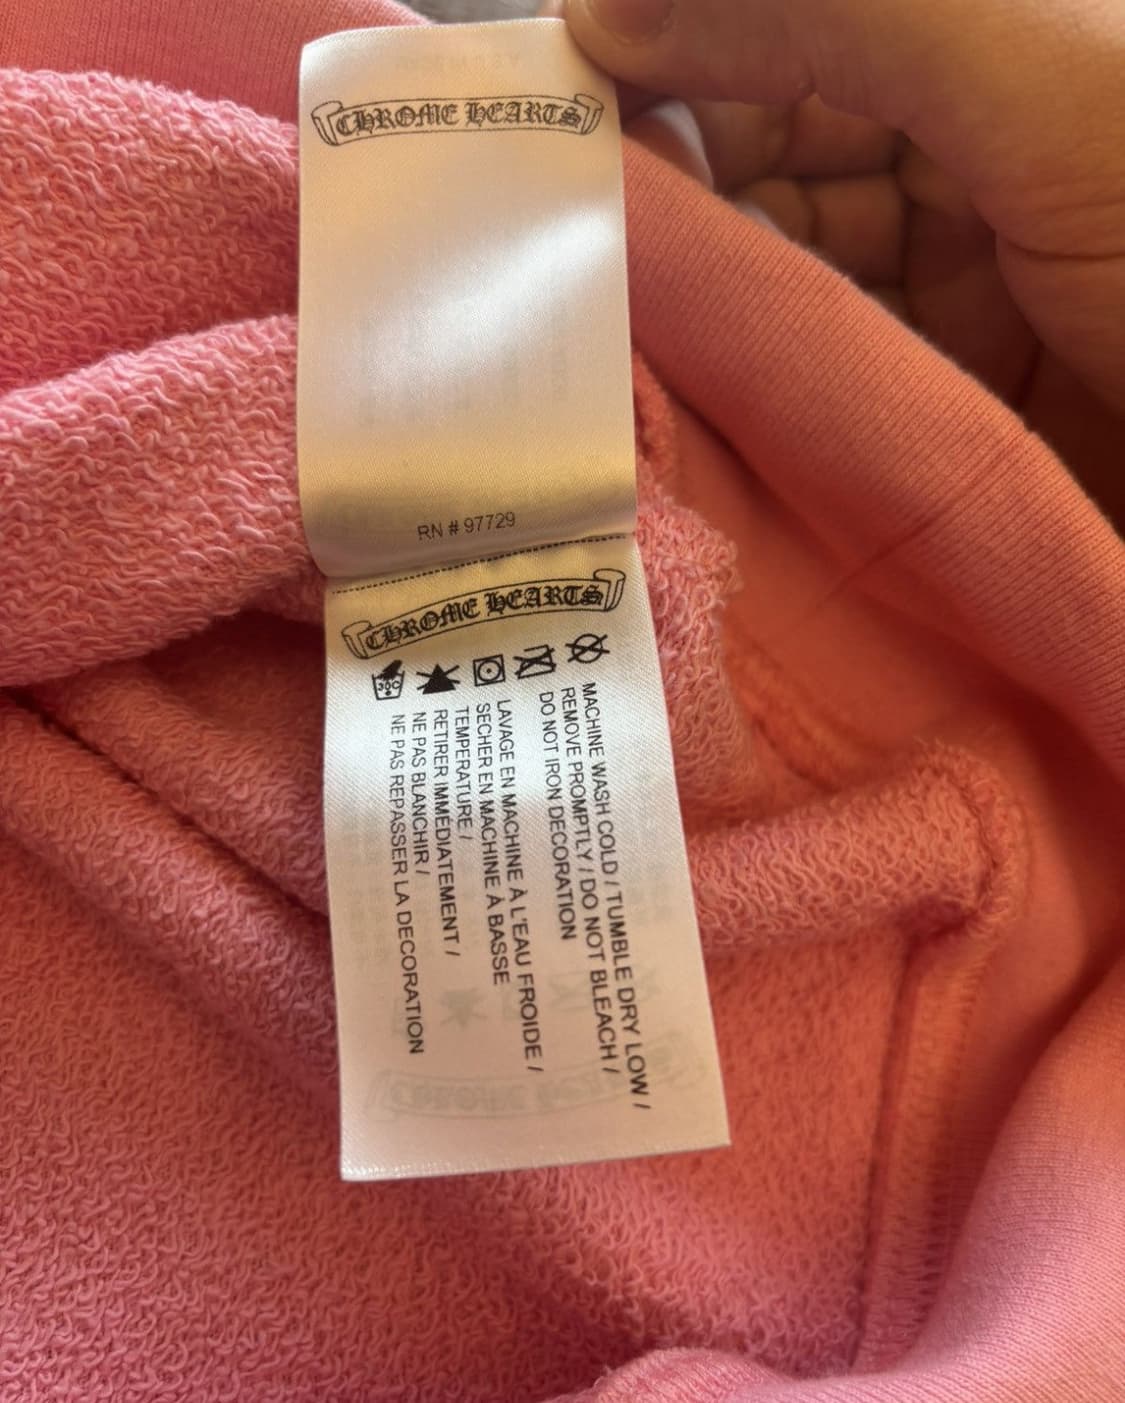 CHROME HEARTS
RN # 97729
CHROME HEARTS
MACHINE WASH COLD / TUMBLE DRY LOW /
REMOVE PROMPTLY / DO NOT BLEACH /
DO NOT IRON DECORATION
LAVAGE EN MACHINE À L'EAU FROIDE /
SECHER EN MACHINE À BASSE
TEMPERATURE /
RETIRER IMMÉDIATEMENT /
NE PAS BLANCHIR /
NE PAS REPASSER LA DECORATION